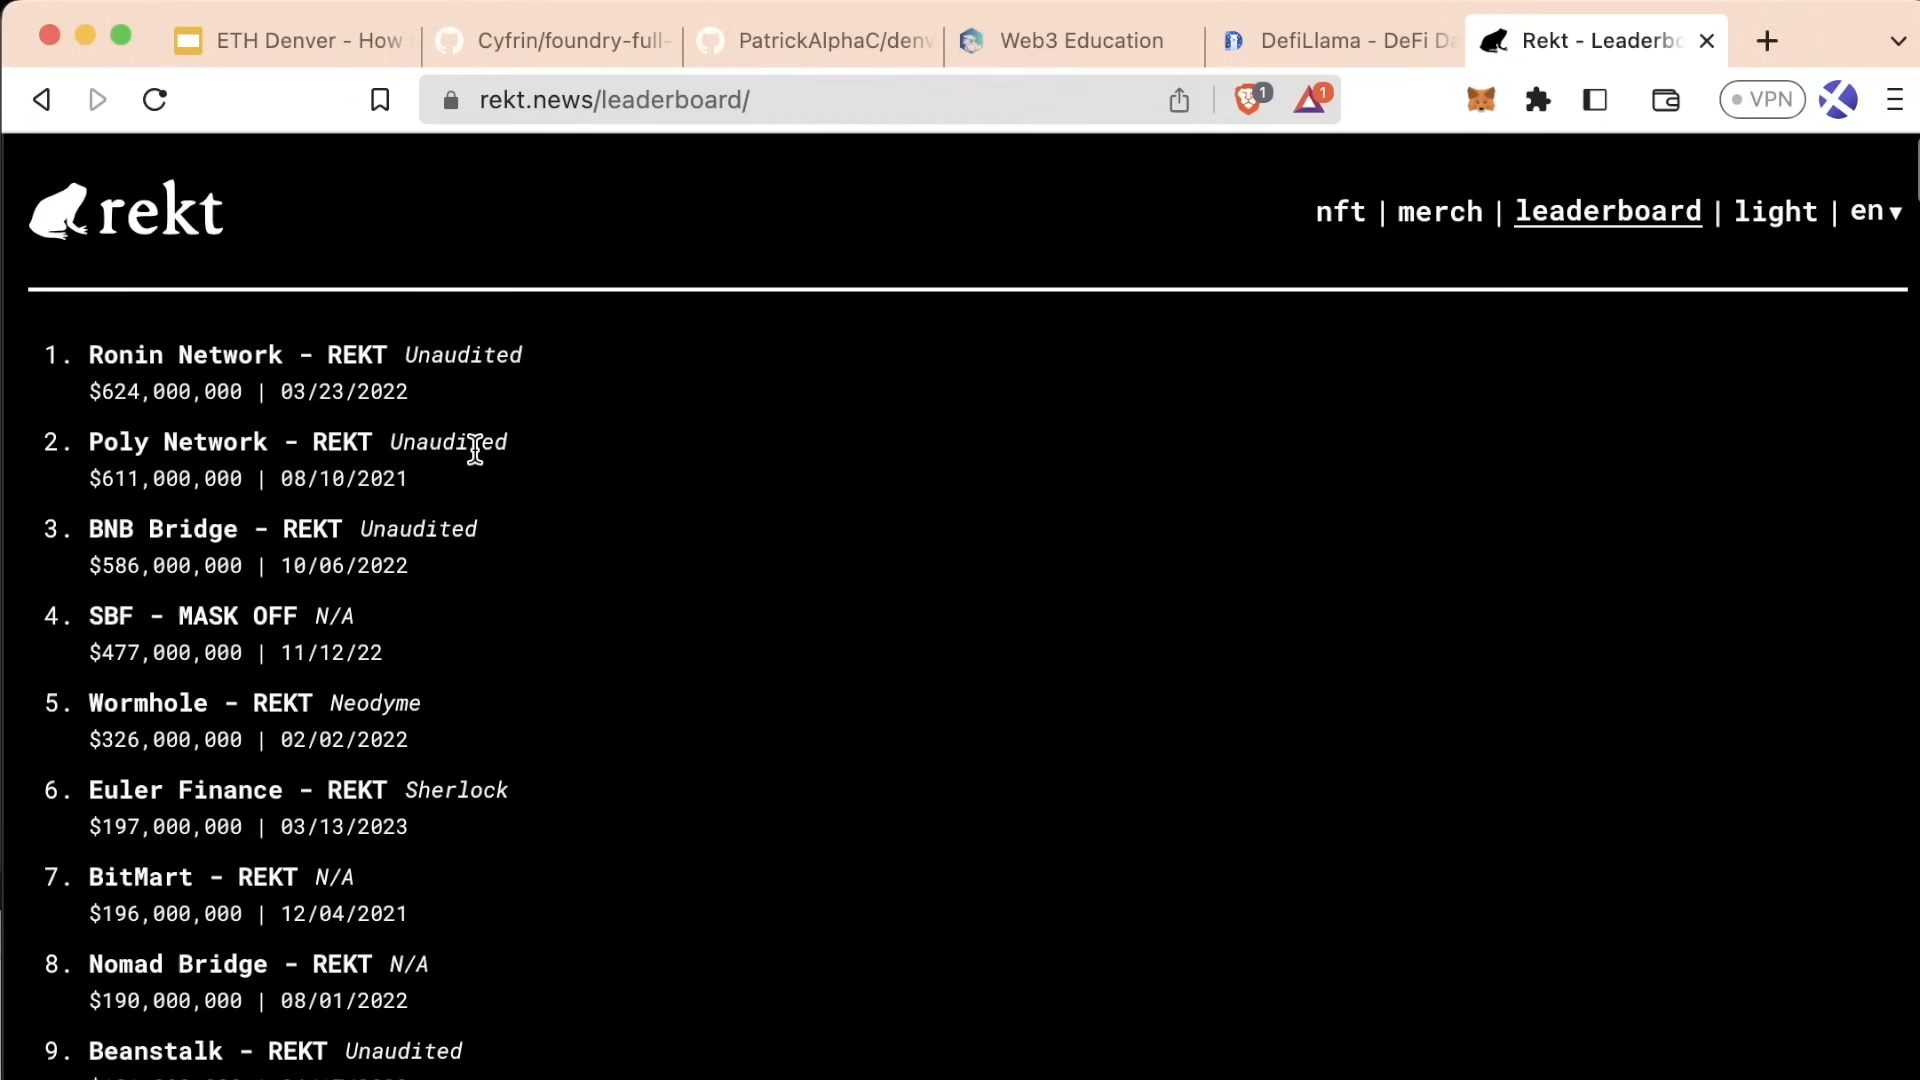 ETH Denver - How
Cyfrin/foundry-full-
PatrickAlphaC/denv
Web3 Education
DefiLlama - DeFi Da
Rekt - Leaderbo
rekt.news/leaderboard/
1
1
VPN
rekt
nft | merch | leaderboard | light | en ▾
1. Ronin Network - REKT Unaudited
$624,000,000 | 03/23/2022
2. Poly Network - REKT Unaudited
$611,000,000 | 08/10/2021
3. BNB Bridge - REKT Unaudited
$586,000,000 | 10/06/2022
4. SBF - MASK OFF N/A
$477,000,000 | 11/12/22
5. Wormhole - REKT Neodyme
$326,000,000 | 02/02/2022
6. Euler Finance - REKT Sherlock
$197,000,000 | 03/13/2023
7. BitMart - REKT N/A
$196,000,000 | 12/04/2021
8. Nomad Bridge - REKT N/A
$190,000,000 | 08/01/2022
9. Beanstalk - REKT Unaudited